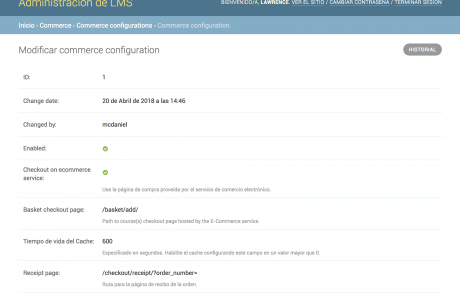 Administración de LMS
BIENVENIDO/A, LAWRENCE. VER EL SITIO / CAMBIAR CONTRASEÑA / TERMINAR SESIÓN
Inicio › Commerce › Commerce configurations › Commerce configuration
Modificar commerce configuration
HISTORIAL
ID: 1
Change date: 20 de Abril de 2018 a las 14:46
Changed by: mcdaniel
Enabled:
Checkout on ecommerce
service:
Use la página de compra proveída por el servicio de comercio electrónico.
Basket checkout page: /basket/add/
Path to course(s) checkout page hosted by the E-Commerce service.
Tiempo de vida del Cache: 600
Especificado en segundos. Habilite el cache configurando este campo en un valor mayor que 0.
Receipt page: /checkout/receipt/?order_number=
Ruta para la página de recibo de la orden.